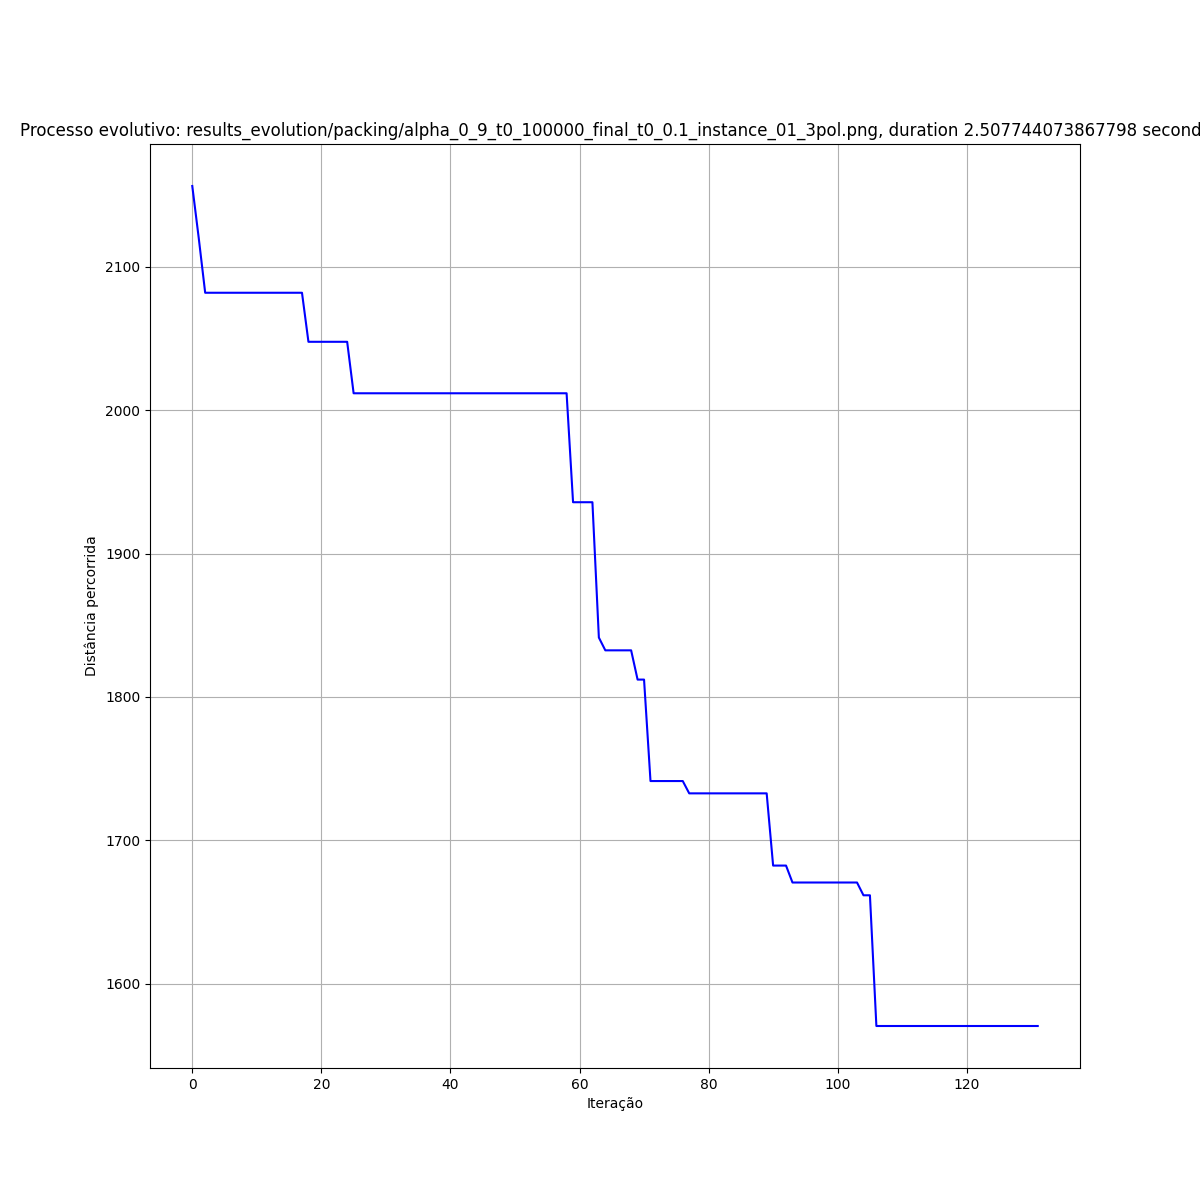 Processo evolutivo: results_evolution/packing/alpha_0_9_t0_100000_final_t0_0.1_instance_01_3pol.png, duration 2.507744073867798 second
2100
2000
1900
1800
1700
1600
Distância percorrida
0 20 40 60 80 100 120
Iteração